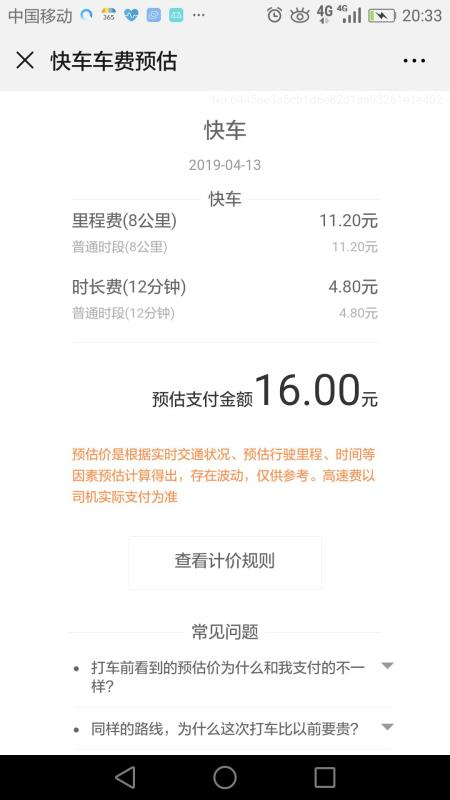 中国移动 365 ... 4G 4G 20:33
快车车费预估
快车
2019-04-13
快车
里程费(8公里) 11.20元
普通时段(8公里) 11.20元
时长费(12分钟) 4.80元
普通时段(12分钟) 4.80元
预估支付金额16.00元
预估价是根据实时交通状况、预估行驶里程、时间等
因素预估计算得出，存在波动，仅供参考。高速费以
司机实际支付为准
查看计价规则
常见问题
打车前看到的预估价为什么和我支付的不一
样?
同样的路线，为什么这次打车比以前要贵?